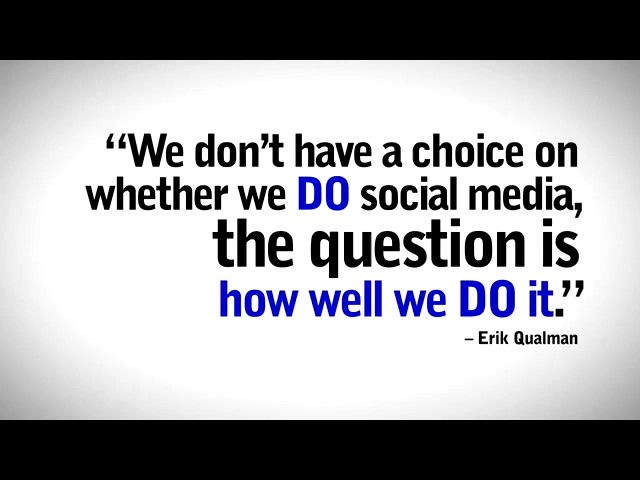 “We don’t have a choice on
whether we DO social media,
the question is
how well we DO it.”
– Erik Qualman